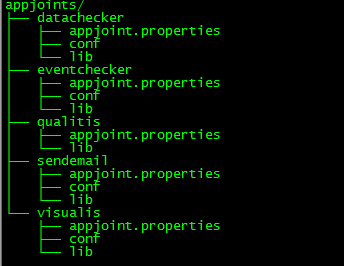 appjoints/
├── datachecker
│   ├── appjoint.properties
│   ├── conf
│   └── lib
├── eventchecker
│   ├── appjoint.properties
│   ├── conf
│   └── lib
├── qualitis
│   ├── appjoint.properties
│   └── lib
├── sendemail
│   ├── appjoint.properties
│   ├── conf
│   └── lib
└── visualis
    ├── appjoint.properties
    ├── conf
    └── lib